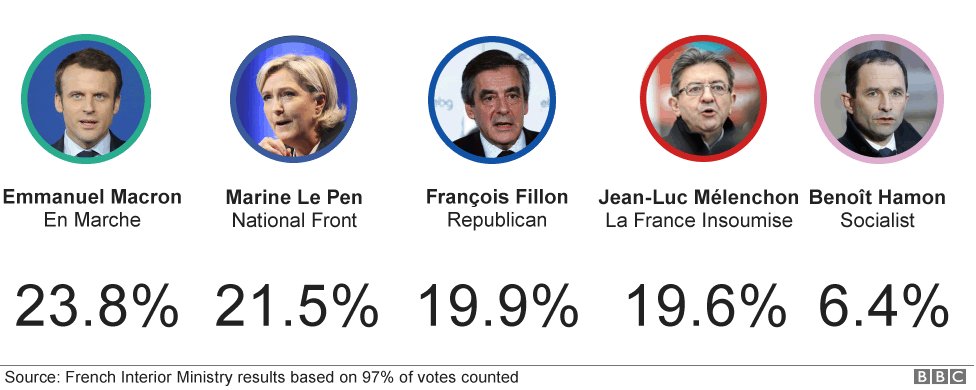 Emmanuel Macron
En Marche
23.8%
Marine Le Pen
National Front
21.5%
François Fillon
Republican
19.9%
Jean-Luc Mélenchon
La France Insoumise
19.6%
Benoît Hamon
Socialist
6.4%
Source: French Interior Ministry results based on 97% of votes counted
BBC